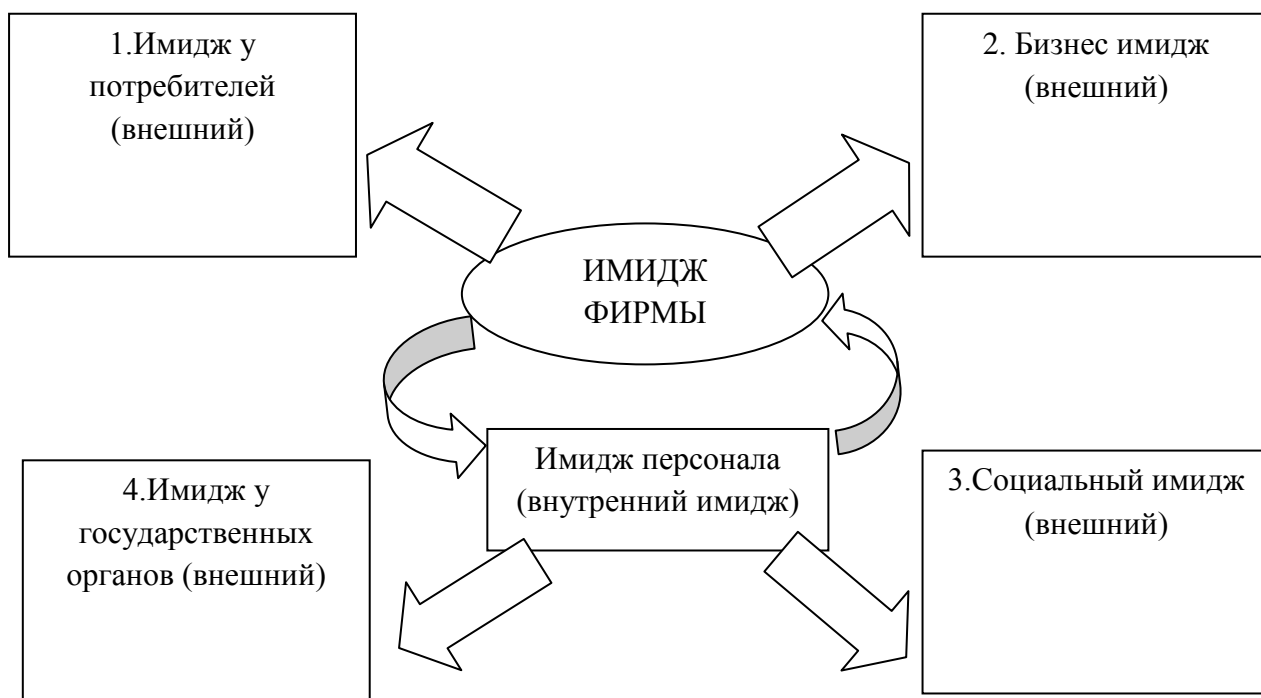 1.Имидж у
потребителей
(внешний)
2. Бизнес имидж
(внешний)
ИМИДЖ
ФИРМЫ
Имидж персонала
(внутренний имидж)
4.Имидж у
государственных
органов (внешний)
3.Социальный имидж
(внешний)